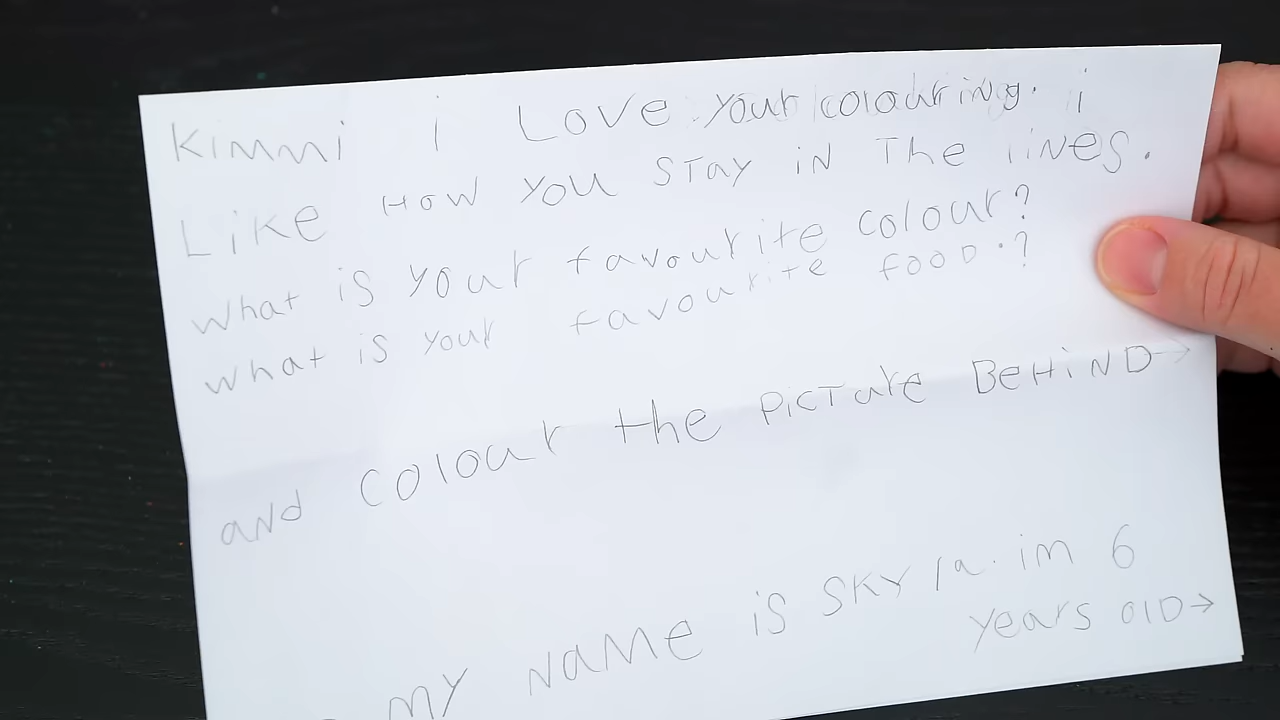 Kimmi i Love your colouring. i
Like How you stay in The lines.
What is your favourite colour?
what is your favourite food.?
and colour the picture Behind →
my name is Skyla. im 6
years old →